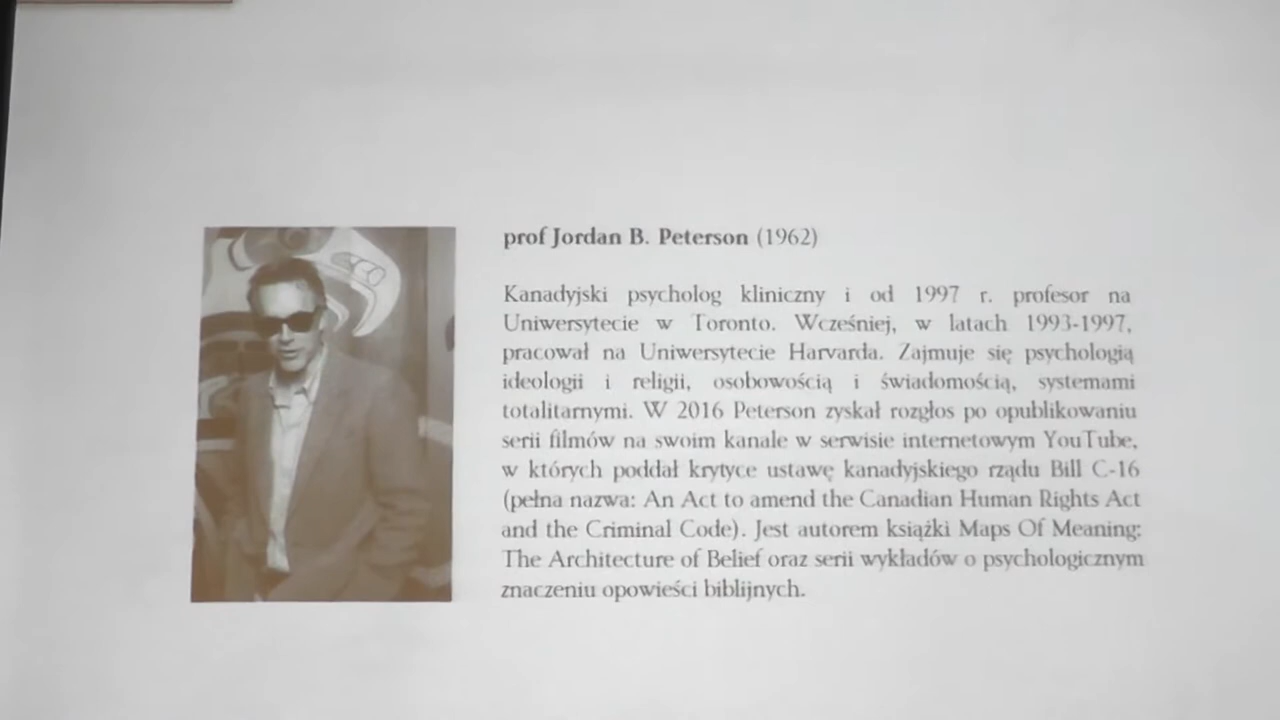 prof Jordan B. Peterson (1962)
Kanadyjski psycholog kliniczny i od 1997 r. profesor na
Uniwersytecie w Toronto. Wcześniej, w latach 1993-1997,
pracował na Uniwersytecie Harvarda. Zajmuje się psychologią
ideologii i religii, osobowością i świadomością, systemami
totalitarnymi. W 2016 Peterson zyskał rozgłos po opublikowaniu
serii filmów na swoim kanale w serwisie internetowym YouTube,
w których poddał krytyce ustawę kanadyjskiego rządu Bill C-16
(pełna nazwa: An Act to amend the Canadian Human Rights Act
and the Criminal Code). Jest autorem książki Maps Of Meaning:
The Architecture of Belief oraz serii wykładów o psychologicznym
znaczeniu opowieści biblijnych.